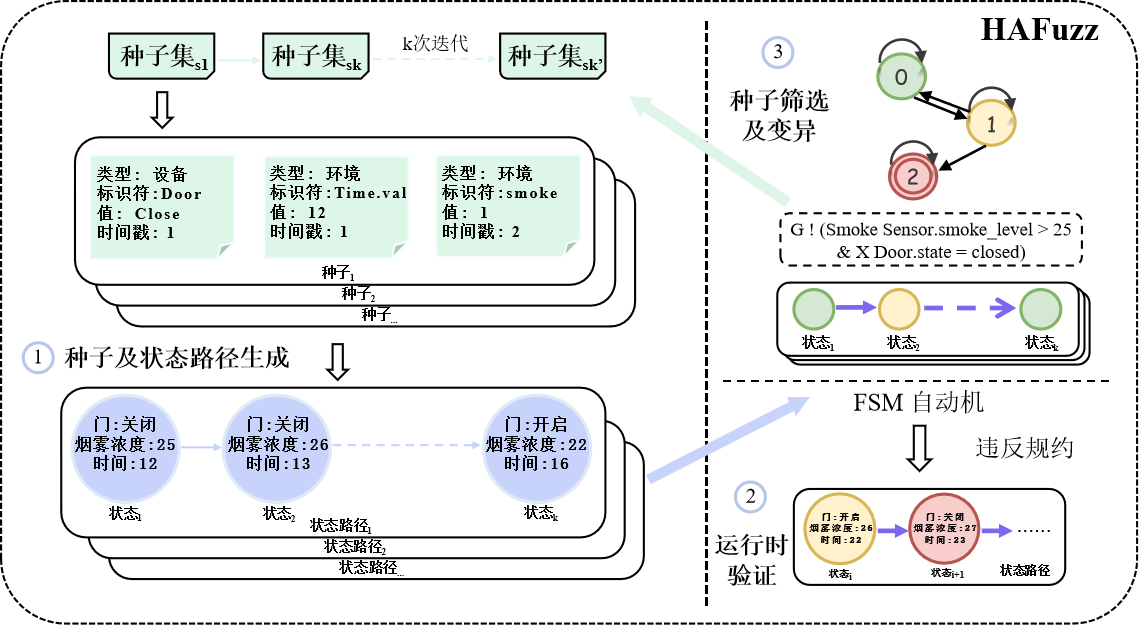 HAFuzz
种子集s1
种子集sk
k次迭代
种子集sk’
类型: 设备
标识符:Door
值: Close
时间戳: 1
类型: 环境
标识符:Time.val
值: 12
时间戳: 1
类型: 环境
标识符:smoke
值: 1
时间戳: 2
种子1
种子2
种子...
1
种子及状态路径生成
门:关闭
烟雾浓度:25
时间:12
状态1
门:关闭
烟雾浓度:26
时间:13
状态2
门:开启
烟雾浓度:22
时间:16
状态k
状态路径1
状态路径2
状态路径...
3
种子筛选
及变异
0
1
2
G ! (Smoke Sensor.smoke_level > 25
& X Door.state = closed)
状态1
状态2
状态k
FSM 自动机
违反规约
2
运行时
验证
门:开启
烟雾浓度:26
时间:22
状态i
门:关闭
烟雾浓度:27
时间:23
状态i+1
······
状态路径